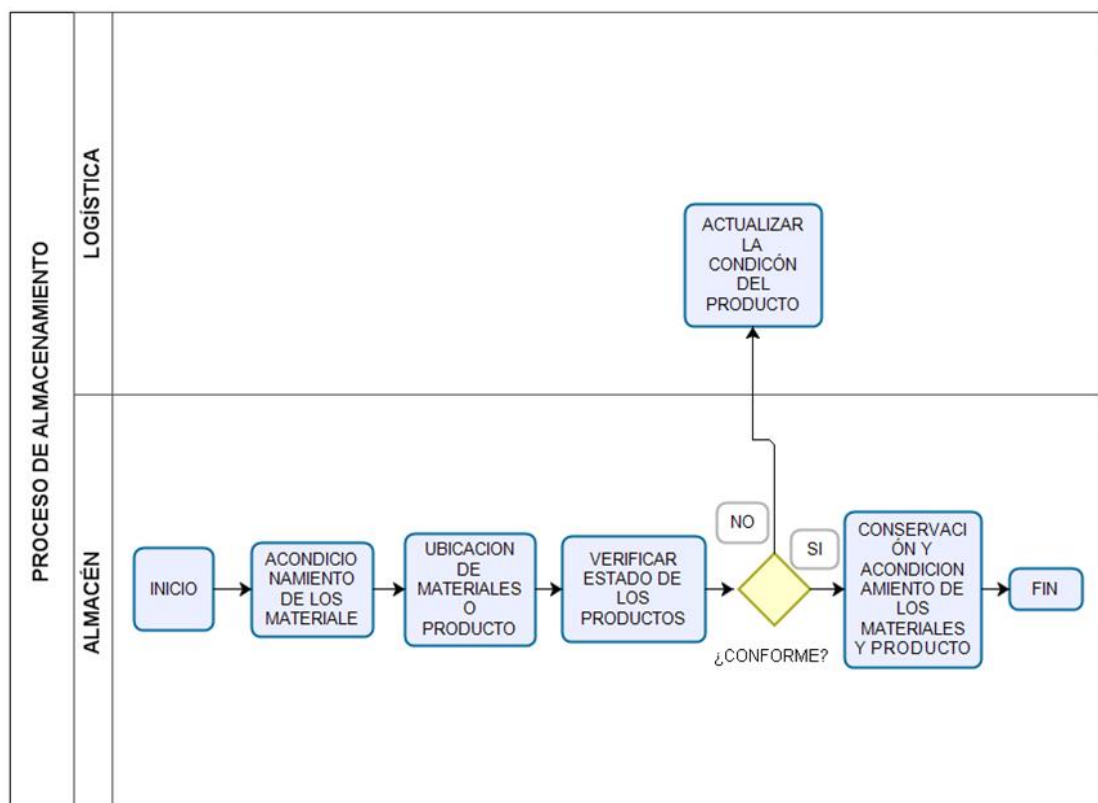 PROCESO DE ALMACENAMIENTO
LOGÍSTICA
ACTUALIZAR
LA
CONDICÓN
DEL
PRODUCTO
ALMACÉN
INICIO
ACONDICIO
NAMIENTO
DE LOS
MATERIALE
UBICACION
DE
MATERIALES
O
PRODUCTO
VERIFICAR
ESTADO DE
LOS
PRODUCTOS
NO
SI
¿CONFORME?
CONSERVACI
ÓN Y
ACONDICION
AMIENTO DE
LOS
MATERIALES
Y PRODUCTO
FIN